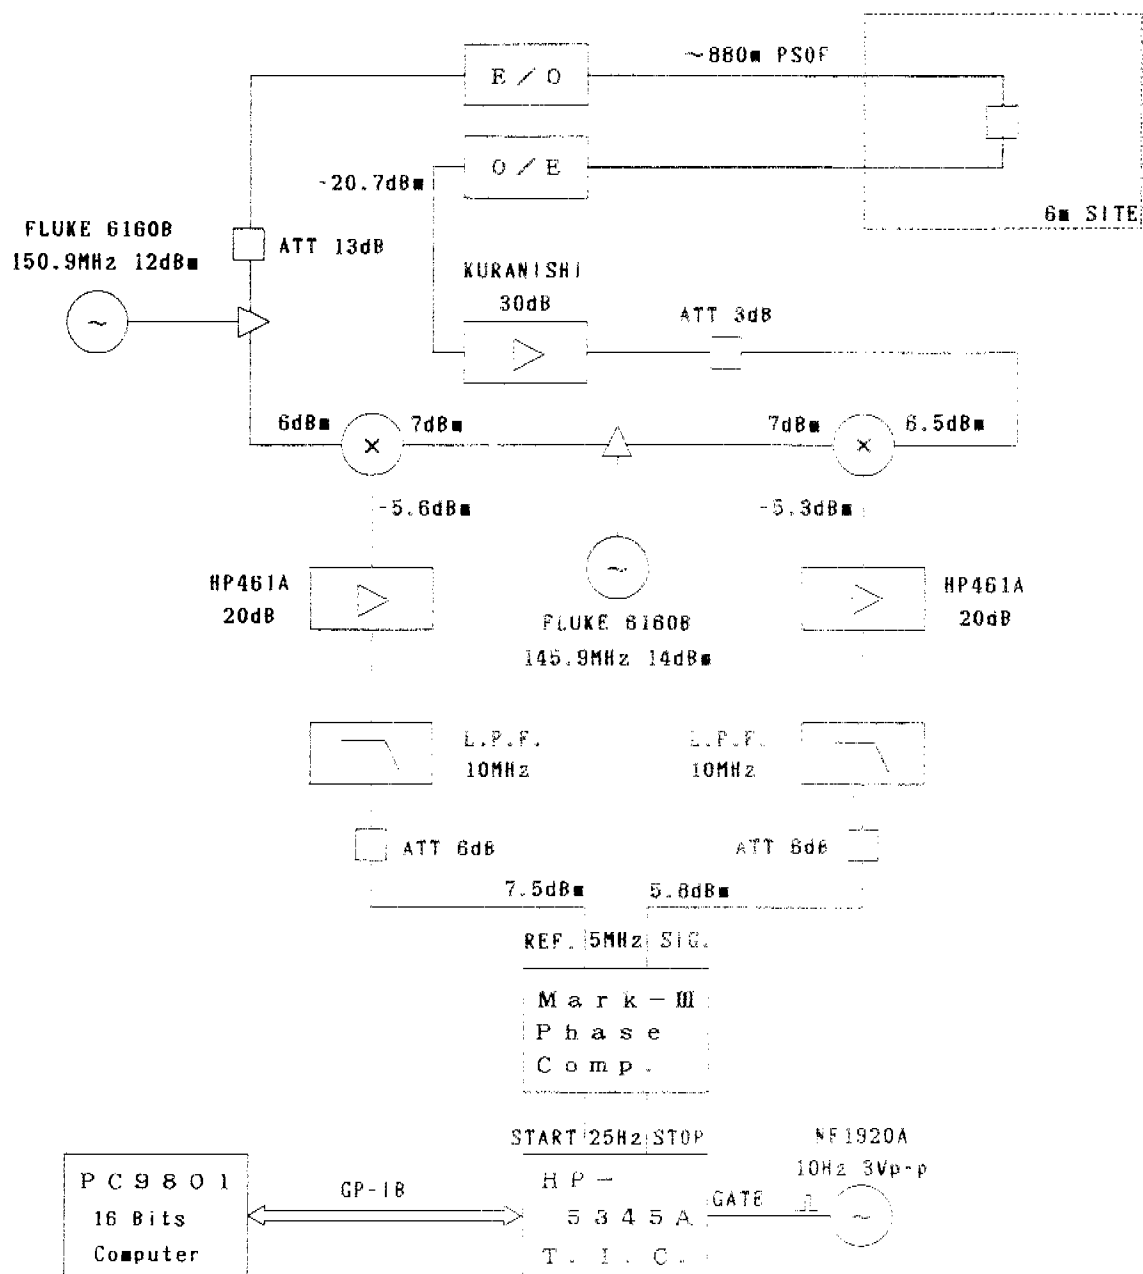 E/O
~880m PSOF
O/E
-20.7dBm
6m SITE
FLUKE 6160B
150.9MHz 12dBm
~
ATT 13dB
KURANISHI
30dB
ATT 3dB
6dBm
×
7dBm
7dBm
×
6.5dBm
-5.6dBm
-5.3dBm
HP461A
20dB
~
HP461A
20dB
FLUKE 6160B
145.9MHz 14dBm
L.P.F.
10MHz
L.P.F.
10MHz
ATT 6dB
ATT 6dB
7.5dBm
5.8dBm
REF. 5MHz SIG.
Mark-Ⅲ
Phase
Comp.
START 25Hz STOP
NF1920A
10Hz 3Vp-p
PC9801
16 Bits
Computer
GP-IB
HP-
5345A
T.I.C.
GATE
~